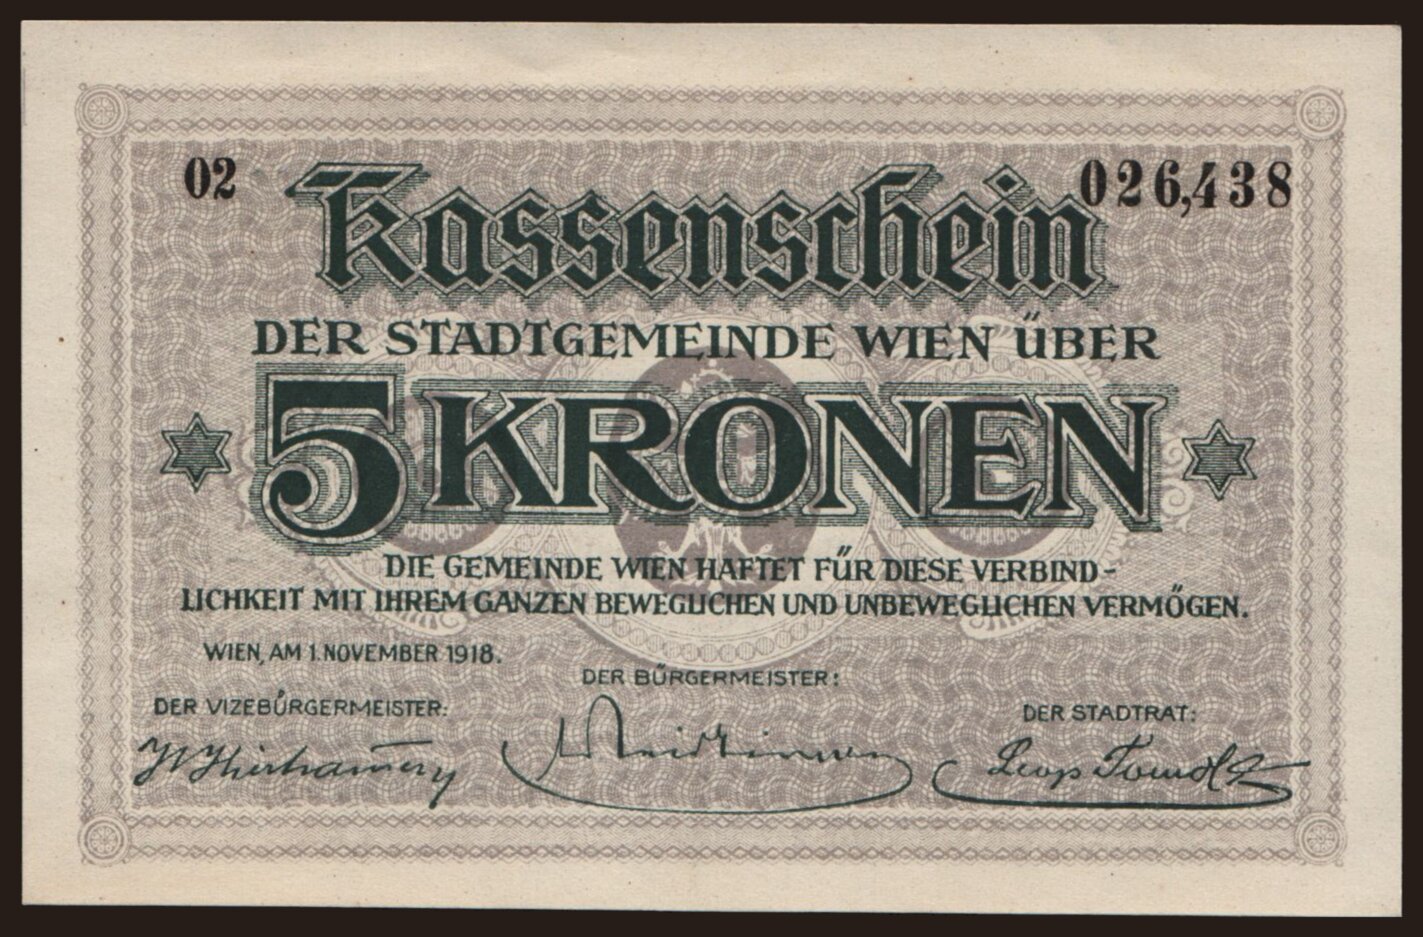 02
026,438
Kassenschein
DER STADTGEMEINDE WIEN ÜBER
5 KRONEN
DIE GEMEINDE WIEN HAFTET FÜR DIESE VERBIND-
LICHKEIT MIT IHREM GANZEN BEWEGLICHEN UND UNBEWEGLICHEN VERMÖGEN.
WIEN, AM 1. NOVEMBER 1918.
DER BÜRGERMEISTER:
DER VIZEBÜRGERMEISTER:
DER STADTRAT: